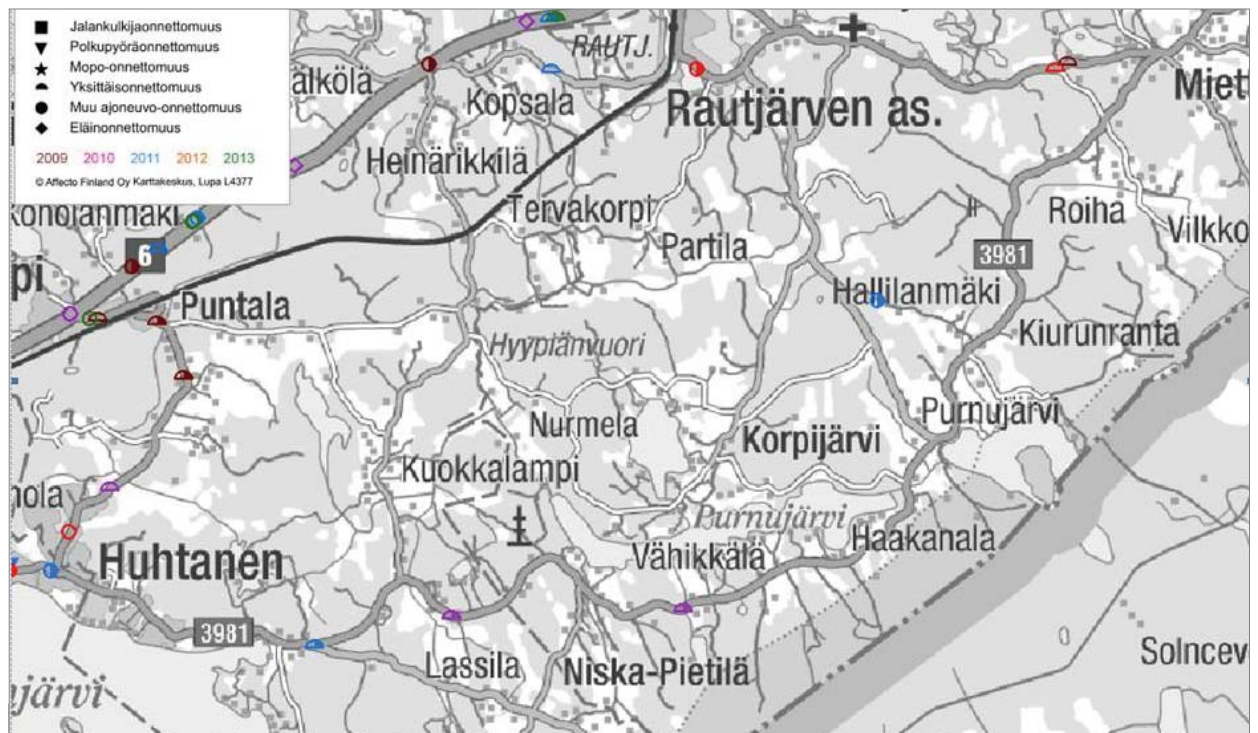 Jalankulkijaonnettomuus
Polkupyöräonnettomuus
Mopo-onnettomuus
Yksittäisonnettomuus
Muu ajoneuvo-onnettomuus
Eläinonnettomuus
2009 2010 2011 2012 2013
© Affecto Finland Oy Karttakeskus, Lupa L4377
RAUTJ.
älkölä
Kopsala
Rautjärven as.
Miet
Heinärikkilä
konolanmäki
Tervakorpi
Partila
Roiha
Vilkko
6
3981
pi
Puntala
Hallilanmäki
Kiurunranta
Hyypiänvuori
Nurmela
Korpijärvi
Purnujärvi
Kuokkalampi
nola
Purnujärvi
Haakanala
Vähikkälä
Huhtanen
3981
Lassila
Niska-Pietilä
Solncev
njärvi